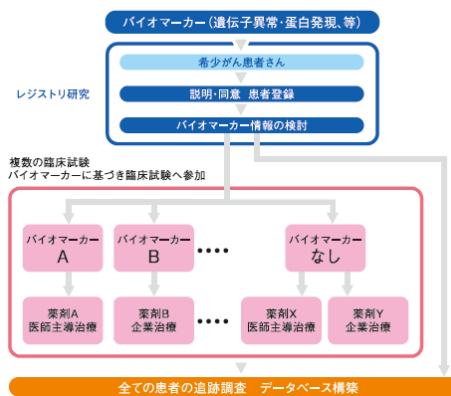 バイオマーカー(遺伝子異常・蛋白発現、等)
希少がん患者さん
レジストリ研究
説明・同意 患者登録
バイオマーカー情報の検討
複数の臨床試験
バイオマーカーに基づき臨床試験へ参加
バイオマーカー
A
バイオマーカー
B
••••
バイオマーカー
なし
薬剤A
医師主導治療
薬剤B
企業治療
••••
薬剤X
医師主導治療
薬剤Y
企業治療
全ての患者の追跡調査 データベース構築